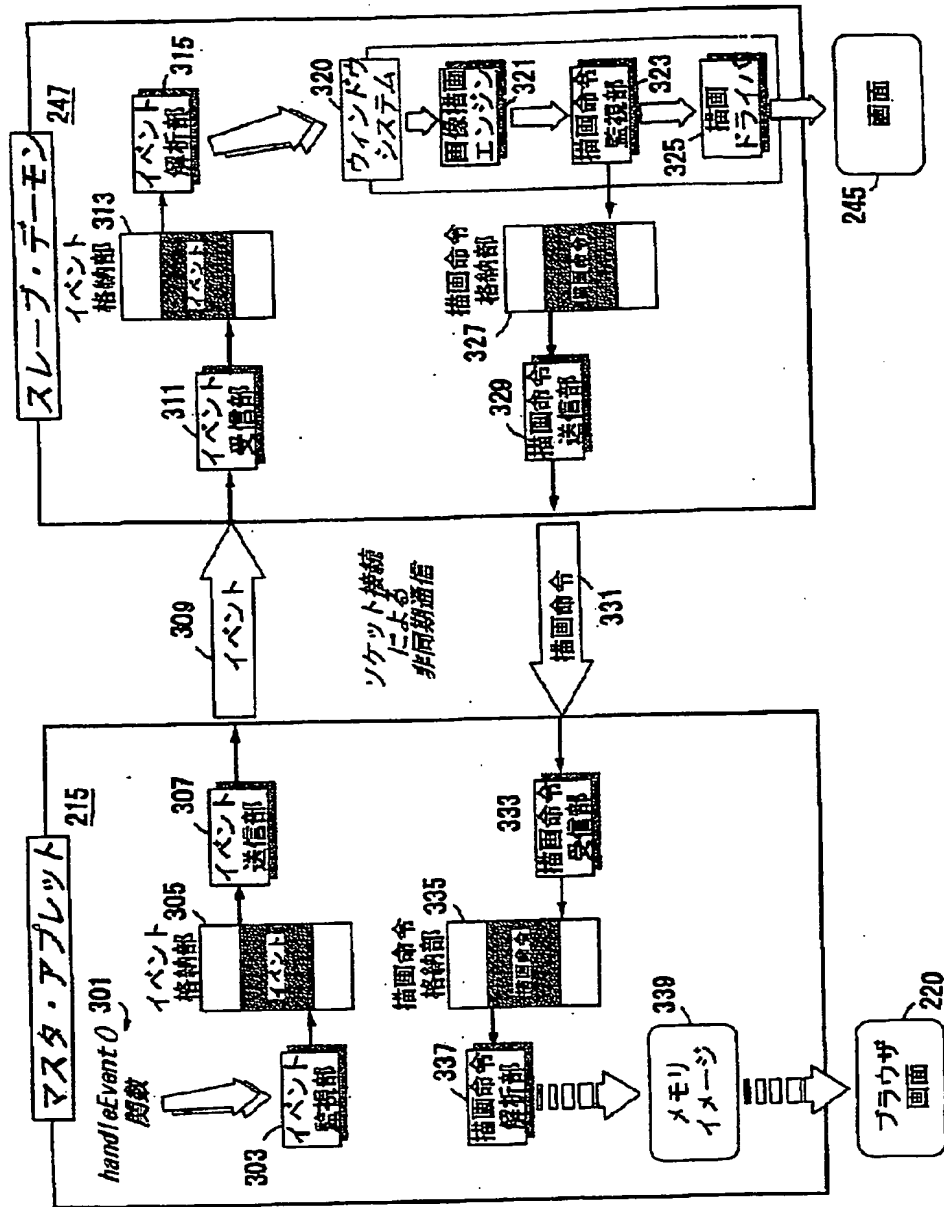 マスタ・アプレット
215
handleEvent()
関数
301
イベント
監視部
303
イベント
格納部
305
イベント
イベント
送信部
307
イベント
309
ソケット接続
による
非同期通信
スレーブ・デーモン
247
イベント
受信部
311
イベント
格納部
313
イベント
イベント
解析部
315
ウィンドウ
システム
320
画像描画
エンジン
321
描画命令
監視部
323
描画
ドライバ
325
画面
245
描画命令
格納部
327
描画命令
描画命令
送信部
329
描画命令
331
描画命令
受信部
333
描画命令
格納部
335
描画命令
描画命令
解析部
337
メモリ
イメージ
339
ブラウザ
画面
220